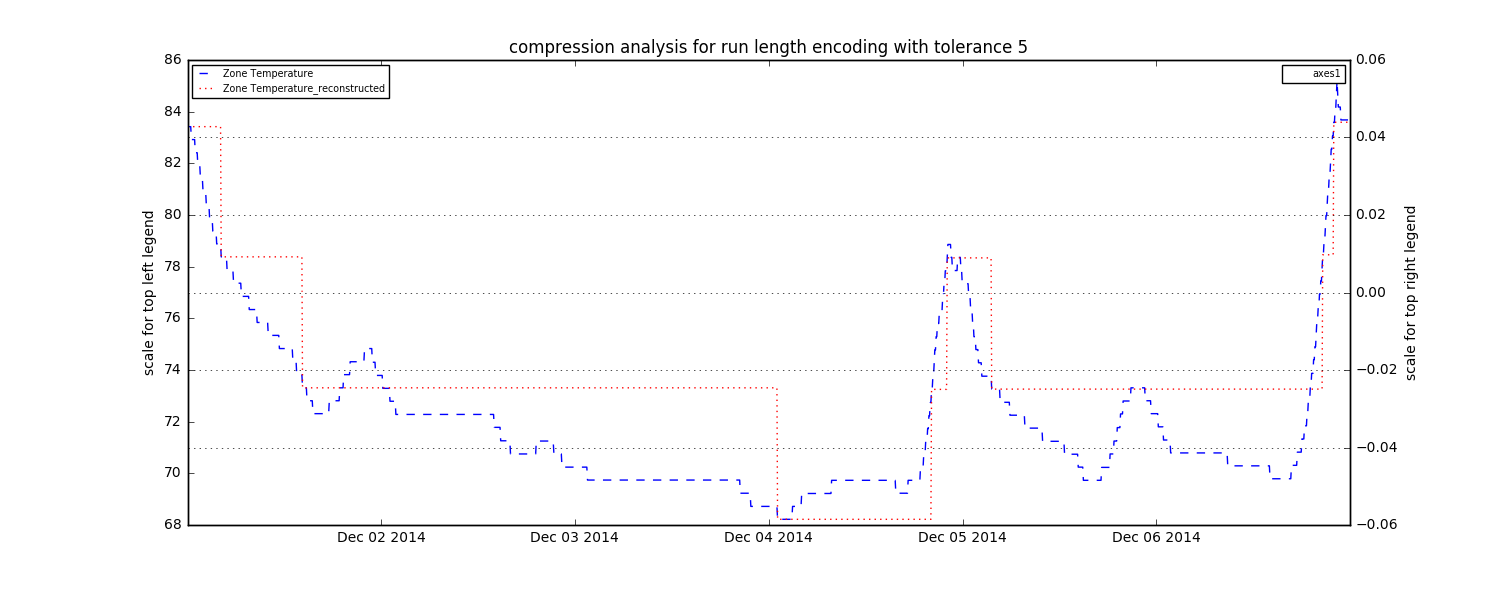 compression analysis for run length encoding with tolerance 5
Zone Temperature
Zone Temperature_reconstructed
axes1
scale for top left legend
86
84
82
80
78
76
74
72
70
68
0.06
0.04
0.02
0.00
−0.02
−0.04
−0.06
scale for top right legend
Dec 02 2014
Dec 03 2014
Dec 04 2014
Dec 05 2014
Dec 06 2014